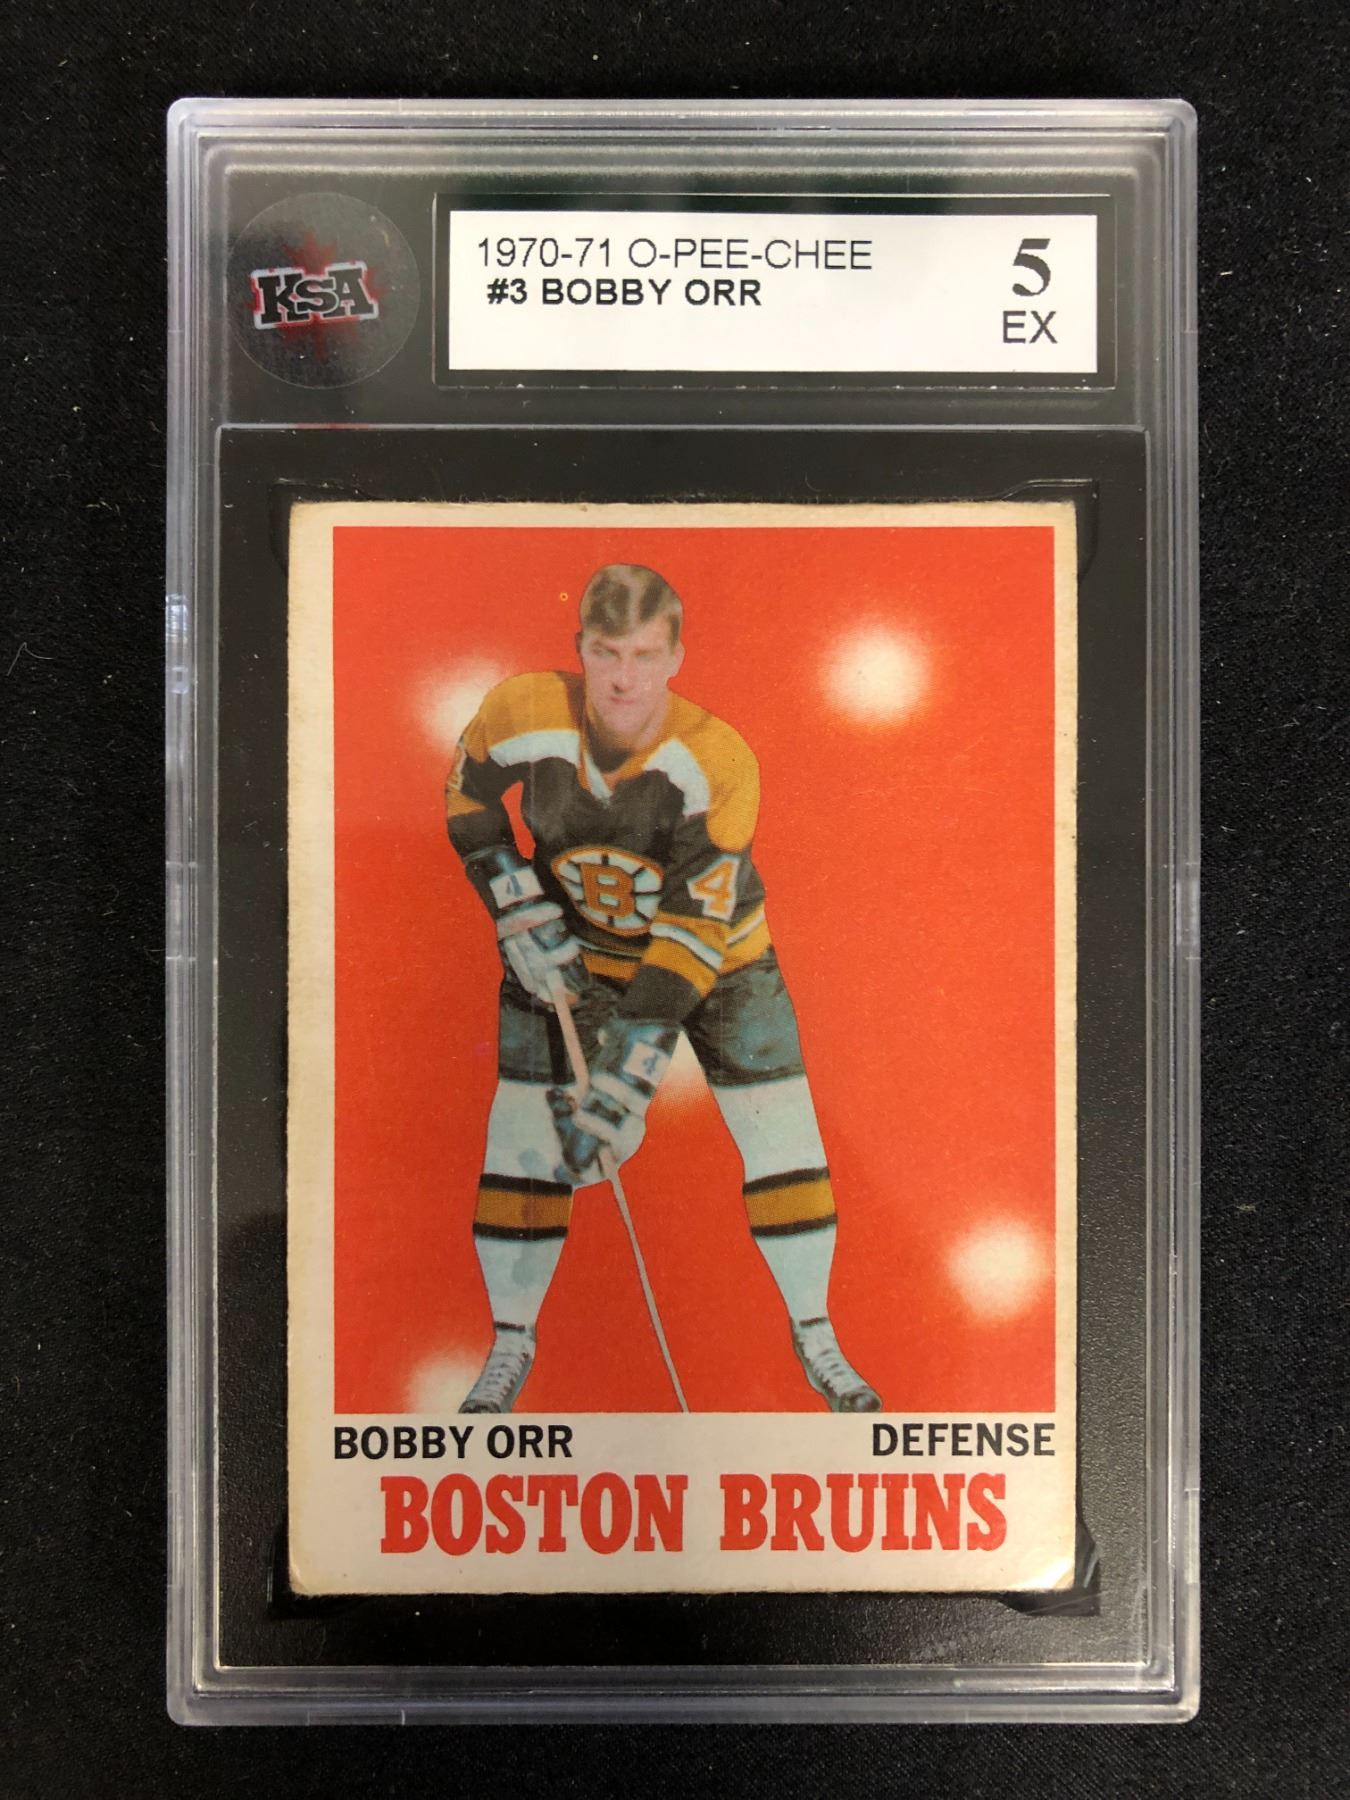 KSA
1970-71 O-PEE-CHEE
#3 BOBBY ORR
5
EX
4
B
4
4
BOBBY ORR
DEFENSE
BOSTON BRUINS